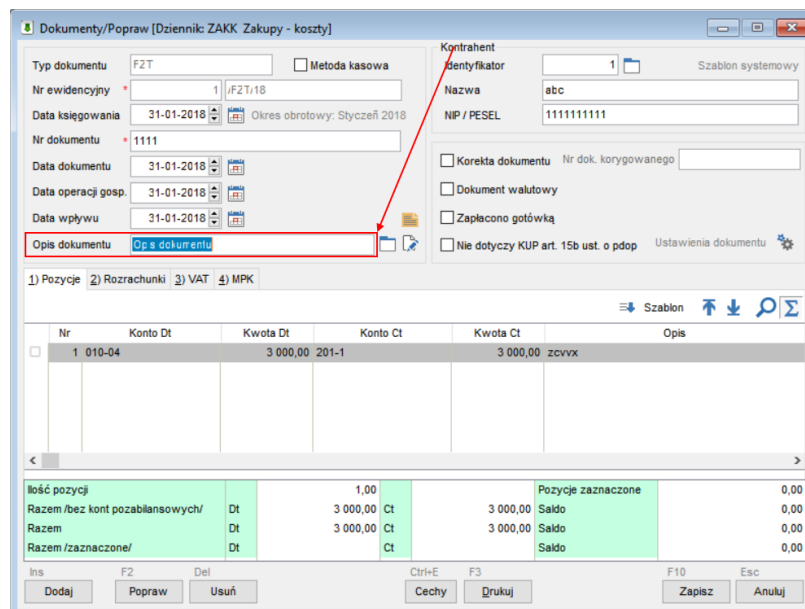 Dokumenty/Popraw [Dziennik: ZAKK Zakupy - koszty]
Typ dokumentu F2T Metoda kasowa
Nr ewidencyjny * 1 /F2T/18
Data księgowania 31-01-2018 Okres obrotowy: Styczeń 2018
Nr dokumentu * 1111
Data dokumentu 31-01-2018
Data operacji gosp. 31-01-2018
Data wpływu 31-01-2018
Opis dokumentu Opis dokumentu
Kontrahent
Identyfikator 1 Szablon systemowy
Nazwa abc
NIP / PESEL 1111111111
Korekta dokumentu Nr dok. korygowanego
Dokument walutowy
Zapłacono gotówką
Nie dotyczy KUP art. 15b ust. o pdop Ustawienia dokumentu
1) Pozycje 2) Rozrachunki 3) VAT 4) MPK
Szablon
Nr Konto Dt Kwota Dt Konto Ct Kwota Ct Opis
1 010-04 3 000,00 201-1 3 000,00 zcvvx
Ilość pozycji 1,00 Pozycje zaznaczone 0,00
Razem /bez kont pozabilansowych/ Dt 3 000,00 Ct 3 000,00 Saldo 0,00
Razem Dt 3 000,00 Ct 3 000,00 Saldo 0,00
Razem /zaznaczone/ Dt Ct Saldo 0,00
Ins F2 Del Ctrl+E F3 F10 Esc
Dodaj Popraw Usuń Cechy Drukuj Zapisz Anuluj